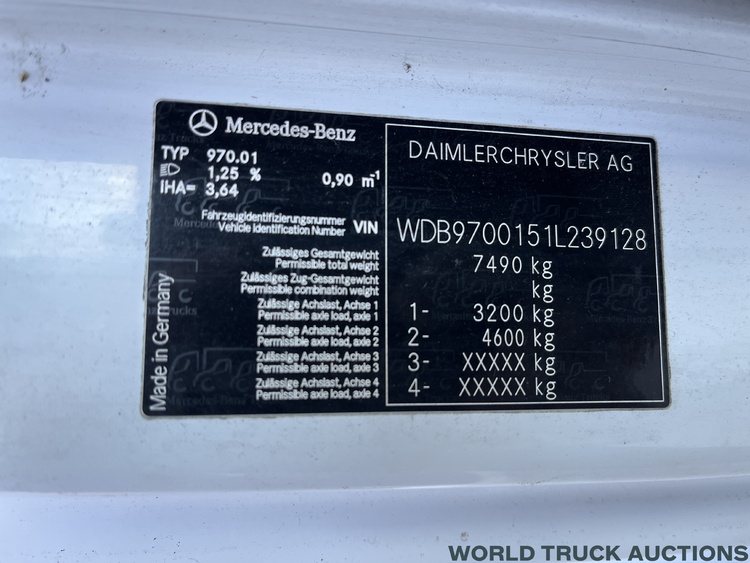 Mercedes-Benz
TYP 970.01
1,25 % 0,90 m-1
IHA= 3,64
Fahrzeugidentifizierungsnummer
Vehicle Identification Number VIN
Zulässiges Gesamtgewicht
Permissible total weight
Zulässiges Zug-Gesamtgewicht
Permissible combination weight
Zulässige Achslast, Achse 1
Permissible axle load, axle 1
Zulässige Achslast, Achse 2
Permissible axle load, axle 2
Zulässige Achslast, Achse 3
Permissible axle load, axle 3
Zulässige Achslast, Achse 4
Permissible axle load, axle 4
Made in Germany
DAIMLERCHRYSLER AG
WDB9700151L239128
7490 kg
kg
1- 3200 kg
2- 4600 kg
3- XXXXX kg
4- XXXXX kg
WORLD TRUCK AUCTIONS